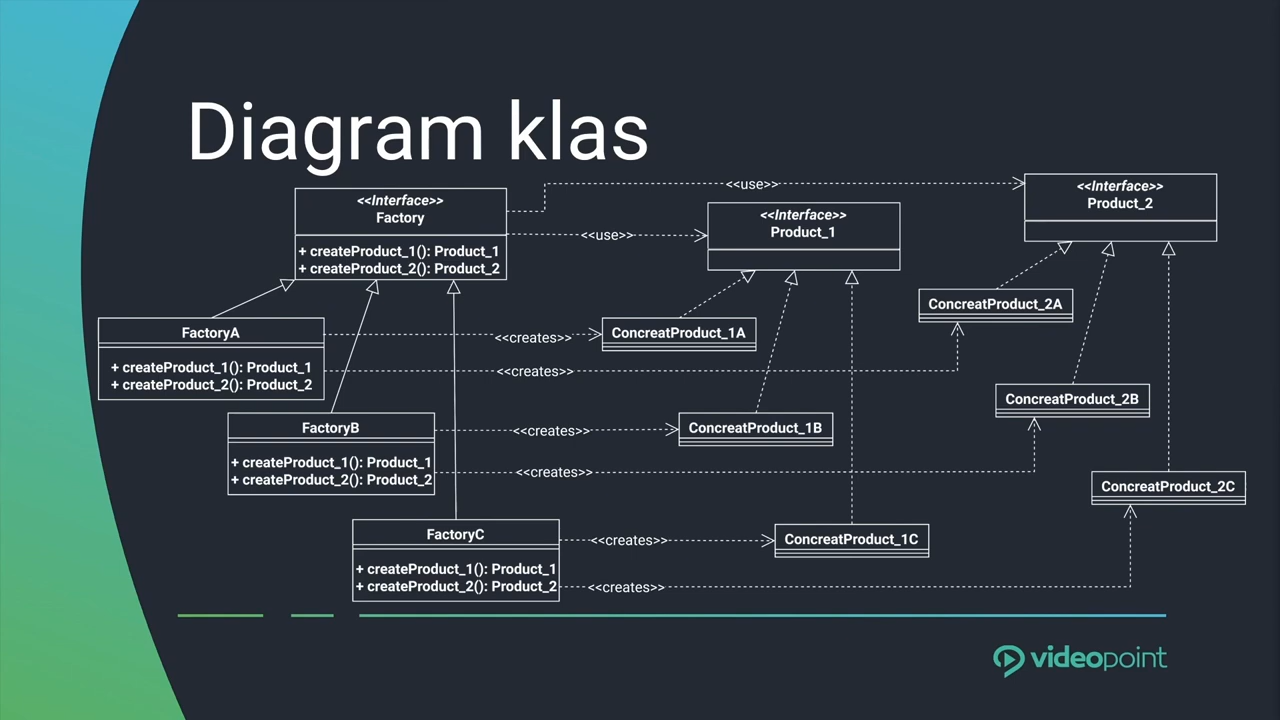 Diagram klas
<<Interface>>
Factory
+ createProduct_1(): Product_1
+ createProduct_2(): Product_2
<<use>>
<<use>>
<<Interface>>
Product_1
<<Interface>>
Product_2
FactoryA
+ createProduct_1(): Product_1
+ createProduct_2(): Product_2
<<creates>>
<<creates>>
ConcreatProduct_1A
ConcreatProduct_2A
FactoryB
+ createProduct_1(): Product_1
+ createProduct_2(): Product_2
<<creates>>
<<creates>>
ConcreatProduct_1B
ConcreatProduct_2B
FactoryC
+ createProduct_1(): Product_1
+ createProduct_2(): Product_2
<<creates>>
<<creates>>
ConcreatProduct_1C
ConcreatProduct_2C
videopoint